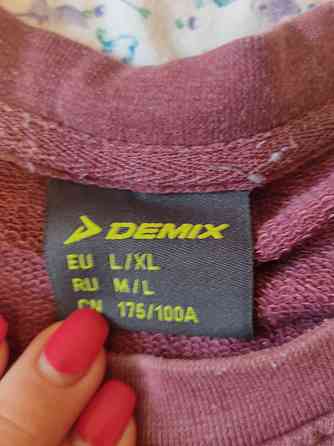 DEMIX
EU L/XL
RU M/L
CN 175/100A